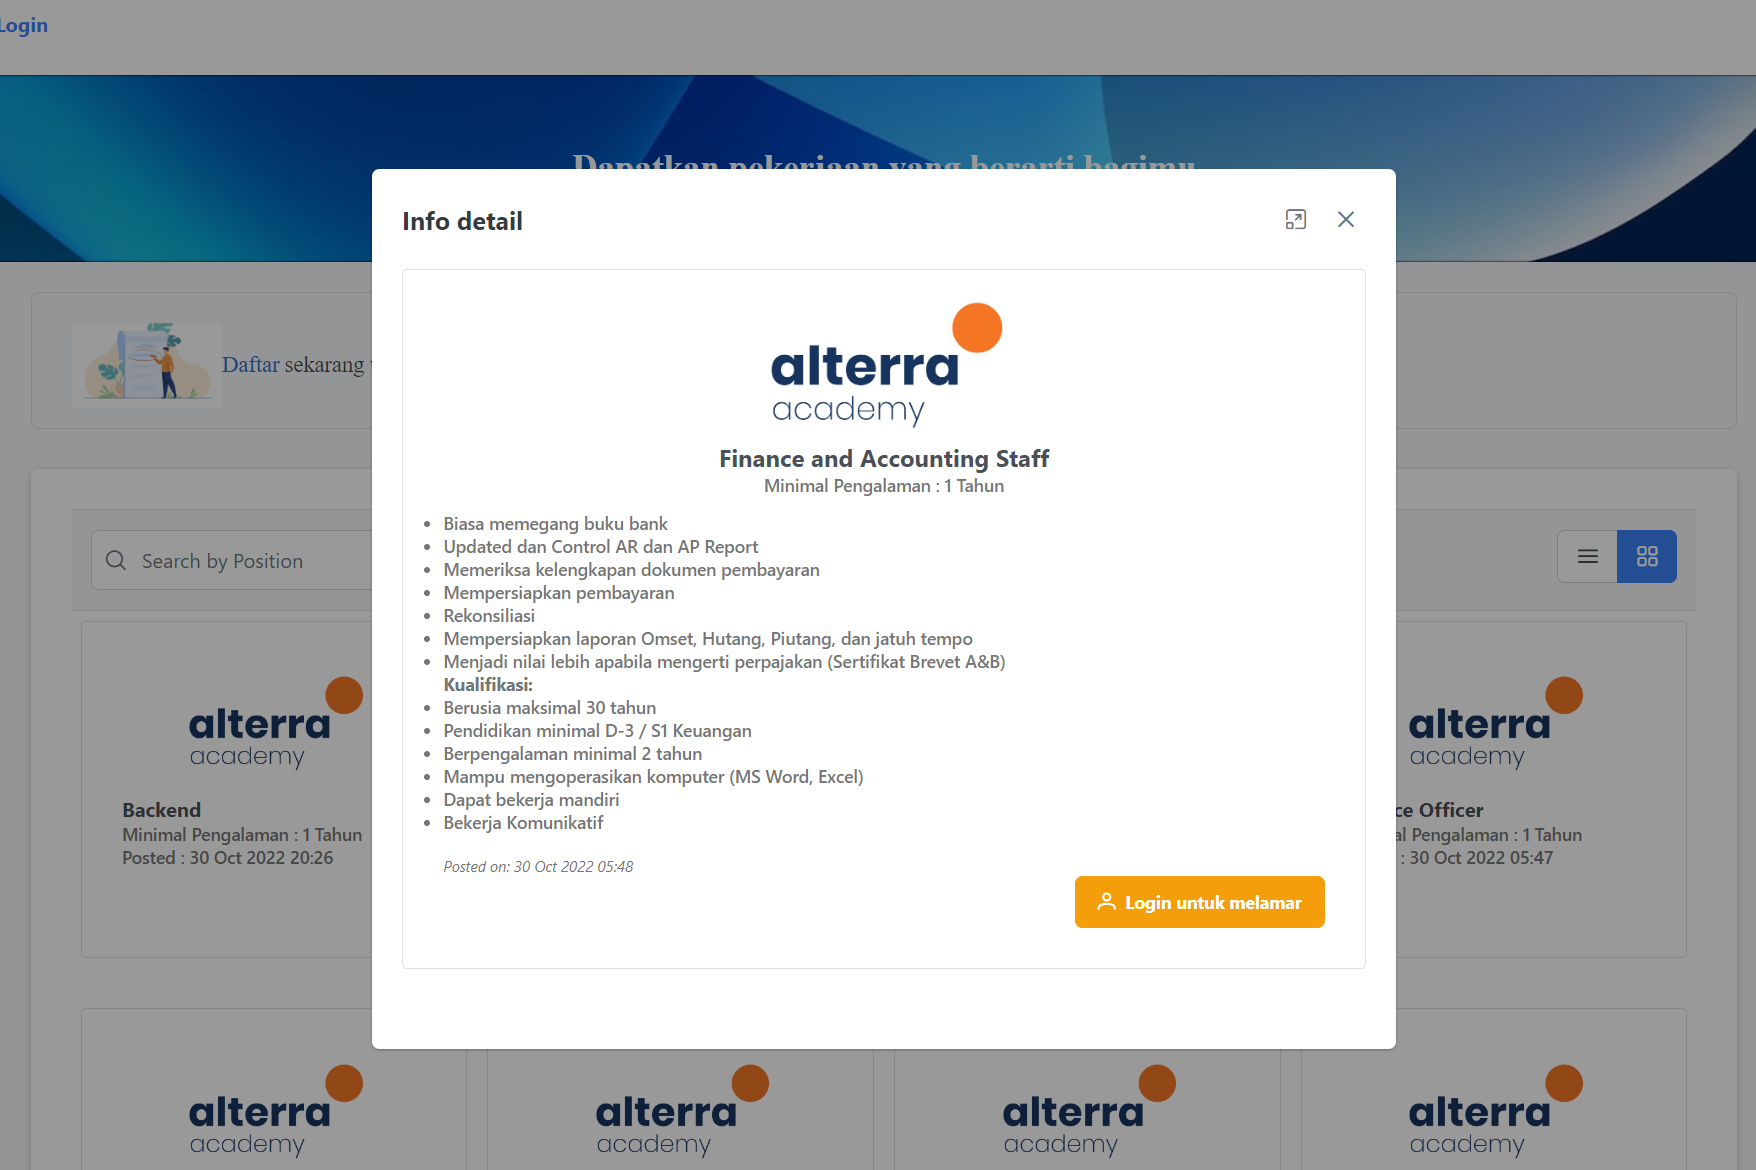 Login
Dapatkan pekerjaan yang berarti bagimu
Info detail
Daftar sekarang
alterra
academy
Finance and Accounting Staff
Minimal Pengalaman : 1 Tahun
Biasa memegang buku bank
Updated dan Control AR dan AP Report
Memeriksa kelengkapan dokumen pembayaran
Mempersiapkan pembayaran
Rekonsiliasi
Mempersiapkan laporan Omset, Hutang, Piutang, dan jatuh tempo
Menjadi nilai lebih apabila mengerti perpajakan (Sertifikat Brevet A&B)
Kualifikasi:
Berusia maksimal 30 tahun
Pendidikan minimal D-3 / S1 Keuangan
Berpengalaman minimal 2 tahun
Mampu mengoperasikan komputer (MS Word, Excel)
Dapat bekerja mandiri
Bekerja Komunikatif
Posted on: 30 Oct 2022 05:48
Login untuk melamar
Search by Position
alterra
academy
Backend
Minimal Pengalaman : 1 Tahun
Posted : 30 Oct 2022 20:26
alterra
academy
Officer
Pengalaman : 1 Tahun
: 30 Oct 2022 05:47
alterra
academy
alterra
academy
alterra
academy
alterra
academy